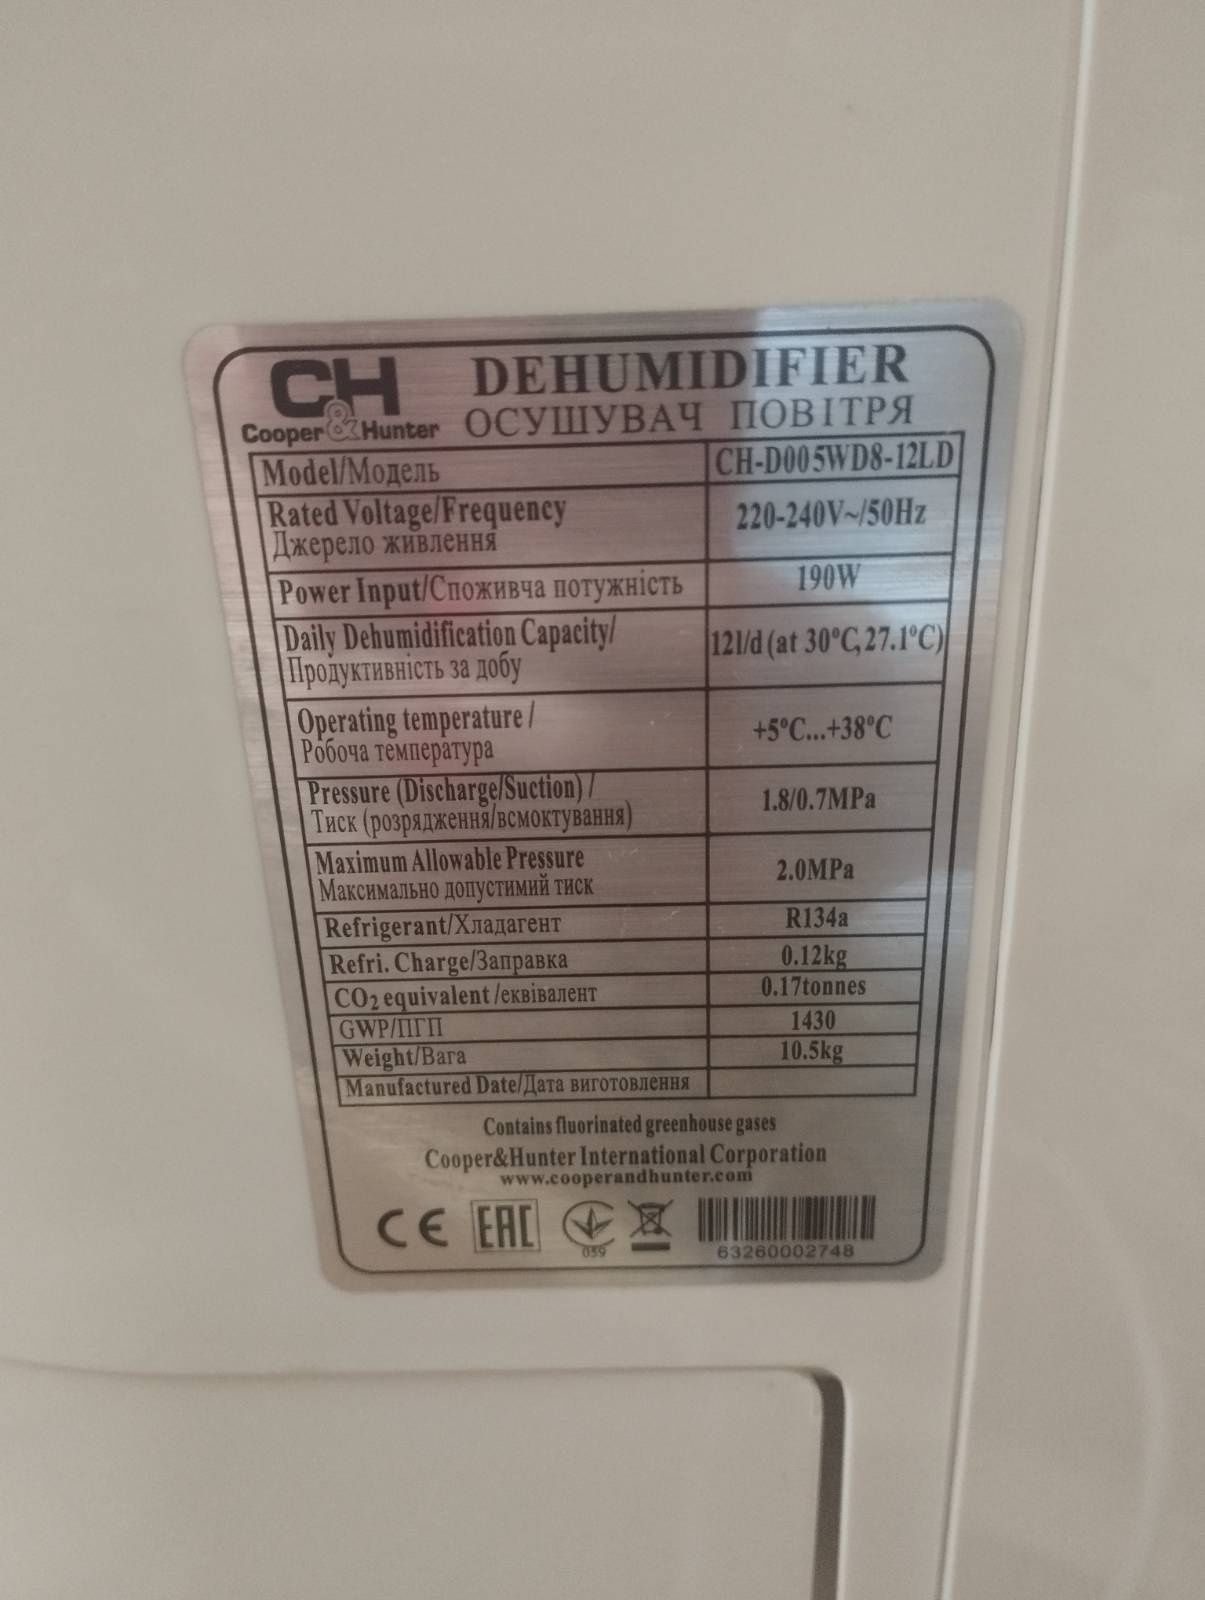 CH
Cooper&Hunter
DEHUMIDIFIER
ОСУШУВАЧ ПОВІТРЯ
Model/Модель CH-D005WD8-12LD
Rated Voltage/Frequency
Джерело живлення
220-240V~/50Hz
Power Input/Споживча потужність 190W
Daily Dehumidification Capacity/
Продуктивність за добу
12l/d (at 30°C,27.1°C)
Operating temperature /
Робоча температура
+5°C...+38°C
Pressure (Discharge/Suction) /
Тиск (розрядження/всмоктування)
1.8/0.7MPa
Maximum Allowable Pressure
Максимально допустимий тиск
2.0MPa
Refrigerant/Хладагент R134a
Refri. Charge/Заправка 0.12kg
CO₂ equivalent /еквівалент 0.17tonnes
GWP/ПГП 1430
Weight/Вага 10.5kg
Manufactured Date/Дата виготовлення
Contains fluorinated greenhouse gases
Cooper&Hunter International Corporation
www.cooperandhunter.com
CE EAC 039
63260002748